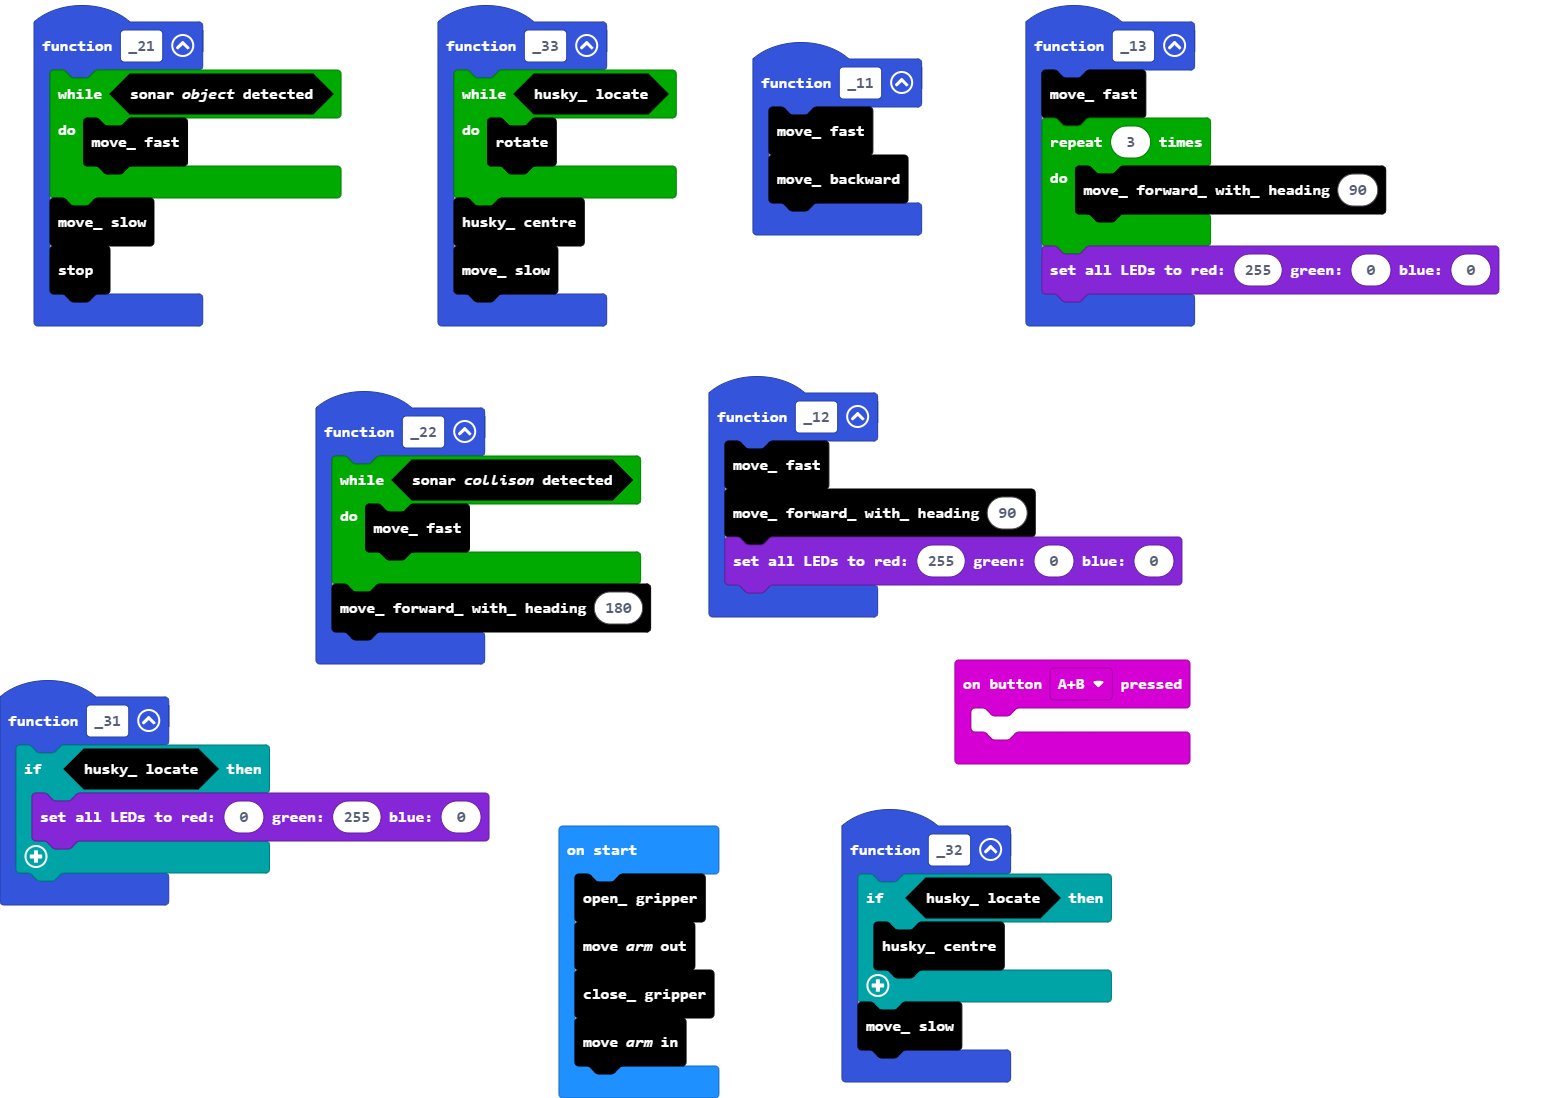 function _21
while sonar object detected
do
move_ fast
move_ slow
stop
function _33
while husky_ locate
do
rotate
husky_ centre
move_ slow
function _11
move_ fast
move_ backward
function _13
move_ fast
repeat 3 times
do
move_ forward_ with_ heading 90
set all LEDs to red: 255 green: 0 blue: 0
function _22
while sonar collison detected
do
move_ fast
move_ forward_ with_ heading 180
function _12
move_ fast
move_ forward_ with_ heading 90
set all LEDs to red: 255 green: 0 blue: 0
function _31
if husky_ locate then
set all LEDs to red: 0 green: 255 blue: 0
on button A+B pressed
on start
open_ gripper
move arm out
close_ gripper
move arm in
function _32
if husky_ locate then
husky_ centre
move_ slow